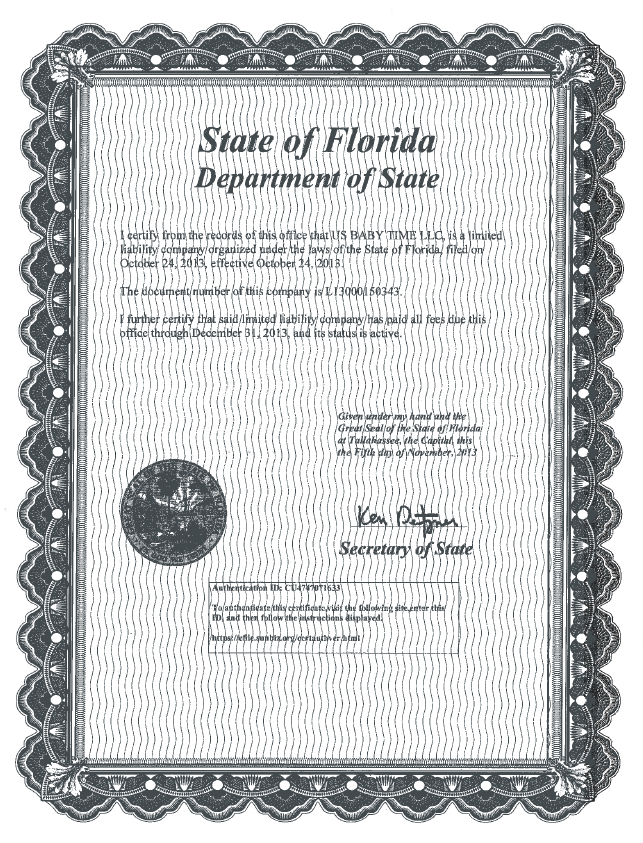 State of Florida
Department of State
I certify from the records of this office that US BABY TIME LLC, is a limited
liability company organized under the laws of the State of Florida, filed on
October 24, 2013, effective October 24, 2013.
The document number of this company is L13000150343.
I further certify that said limited liability company has paid all fees due this
office through December 31, 2013, and its status is active.
Given under my hand and the
Great Seal of the State of Florida
at Tallahassee, the Capital, this
the Fifth day of November, 2013
Ken Detzner
Secretary of State
Authentication ID: CU4747071633
To authenticate this certificate,visit the following site,enter this
ID, and then follow the instructions displayed.
https://efile.sunbiz.org/certauthver.html